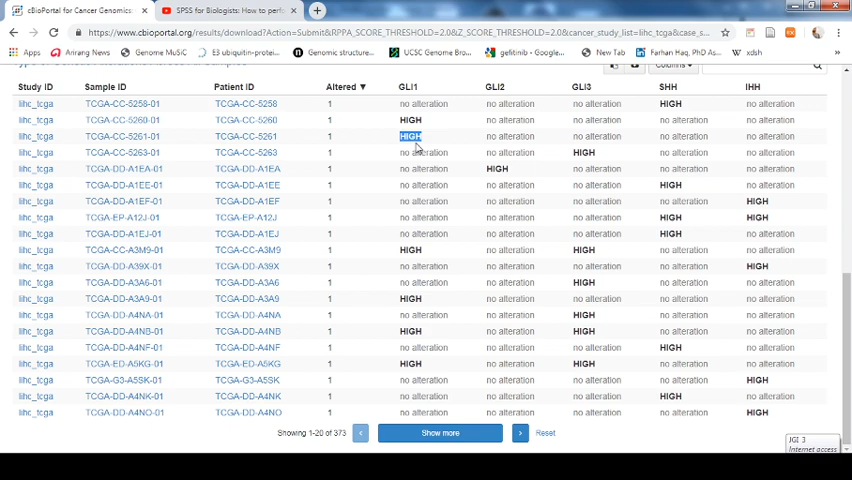 cBioPortal for Cancer Genomics
SPSS for Biologists: How to perf
www.cbioportal.org/results/download?Action=Submit&RPPA_SCORE_THRESHOLD=2.0&Z_SCORE_THRESHOLD=2.0&cancer_study_list=lihc_tcga&case_s...
Apps Arirang News Genome MuSiC E3 ubiquitin-protein... Genomic structure... UCSC Genome Brow... gefitinib - Google... New Tab Farhan Haq, PhD... xdsh
Columns
Study ID Sample ID Patient ID Altered ▼ GLI1 GLI2 GLI3 SHH IHH
lihc_tcga TCGA-CC-5258-01 TCGA-CC-5258 1 no alteration no alteration no alteration HIGH no alteration
lihc_tcga TCGA-CC-5260-01 TCGA-CC-5260 1 HIGH no alteration no alteration no alteration no alteration
lihc_tcga TCGA-CC-5261-01 TCGA-CC-5261 1 HIGH no alteration no alteration no alteration no alteration
lihc_tcga TCGA-CC-5263-01 TCGA-CC-5263 1 no alteration no alteration HIGH no alteration no alteration
lihc_tcga TCGA-DD-A1EA-01 TCGA-DD-A1EA 1 no alteration HIGH no alteration no alteration no alteration
lihc_tcga TCGA-DD-A1EE-01 TCGA-DD-A1EE 1 no alteration no alteration no alteration HIGH no alteration
lihc_tcga TCGA-DD-A1EF-01 TCGA-DD-A1EF 1 no alteration no alteration no alteration no alteration HIGH
lihc_tcga TCGA-EP-A12J-01 TCGA-EP-A12J 1 no alteration no alteration no alteration HIGH HIGH
lihc_tcga TCGA-DD-A1EJ-01 TCGA-DD-A1EJ 1 no alteration no alteration no alteration HIGH no alteration
lihc_tcga TCGA-CC-A3M9-01 TCGA-CC-A3M9 1 HIGH no alteration HIGH no alteration no alteration
lihc_tcga TCGA-DD-A39X-01 TCGA-DD-A39X 1 no alteration no alteration no alteration no alteration HIGH
lihc_tcga TCGA-DD-A3A6-01 TCGA-DD-A3A6 1 no alteration no alteration HIGH no alteration no alteration
lihc_tcga TCGA-DD-A3A9-01 TCGA-DD-A3A9 1 HIGH no alteration no alteration no alteration no alteration
lihc_tcga TCGA-DD-A4NA-01 TCGA-DD-A4NA 1 no alteration no alteration HIGH no alteration no alteration
lihc_tcga TCGA-DD-A4NB-01 TCGA-DD-A4NB 1 HIGH no alteration HIGH no alteration no alteration
lihc_tcga TCGA-DD-A4NF-01 TCGA-DD-A4NF 1 no alteration no alteration no alteration HIGH no alteration
lihc_tcga TCGA-ED-A5KG-01 TCGA-ED-A5KG 1 HIGH no alteration HIGH no alteration no alteration
lihc_tcga TCGA-G3-A5SK-01 TCGA-G3-A5SK 1 no alteration no alteration no alteration no alteration HIGH
lihc_tcga TCGA-DD-A4NK-01 TCGA-DD-A4NK 1 no alteration no alteration no alteration HIGH no alteration
lihc_tcga TCGA-DD-A4NO-01 TCGA-DD-A4NO 1 no alteration no alteration no alteration no alteration HIGH
Showing 1-20 of 373 Show more Reset
JGI 3
Internet access